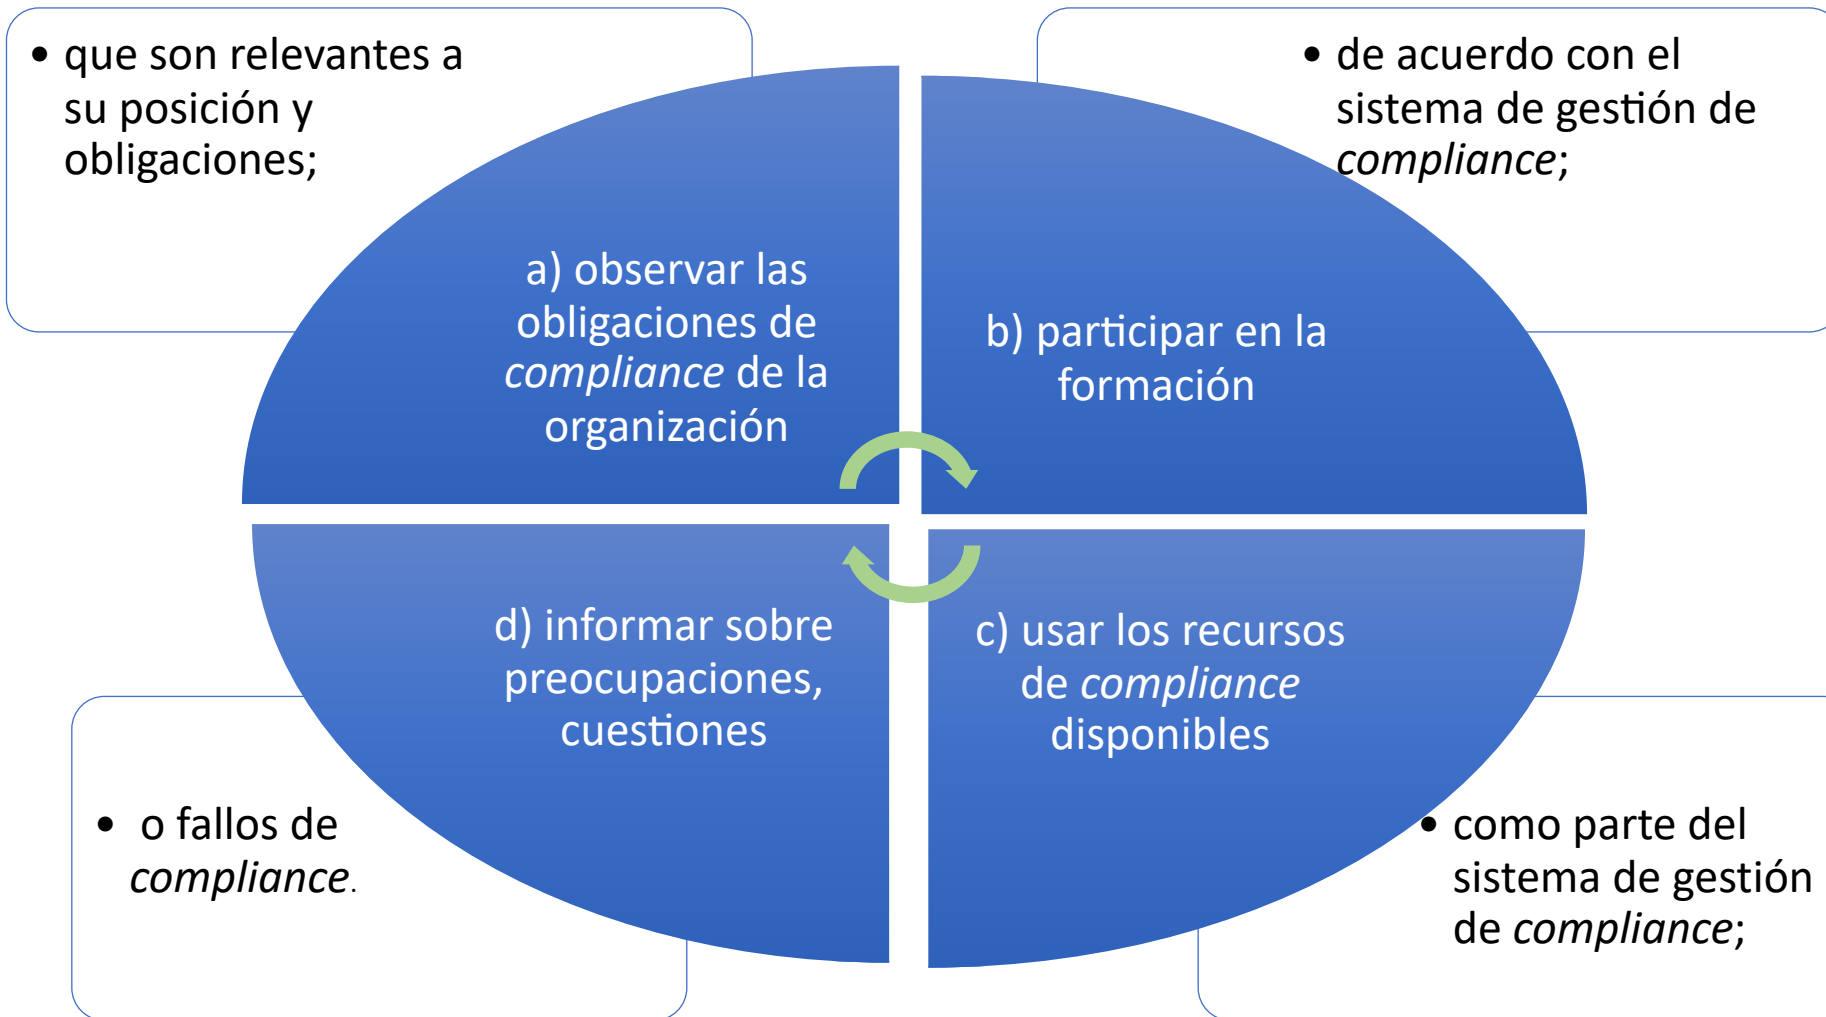 • que son relevantes a
su posición y
obligaciones;
a) observar las
obligaciones de
compliance de la
organización
• de acuerdo con el
sistema de gestión de
compliance;
b) participar en la
formación
c) usar los recursos
de compliance
disponibles
• como parte del
sistema de gestión
de compliance;
d) informar sobre
preocupaciones,
cuestiones
• o fallos de
compliance.